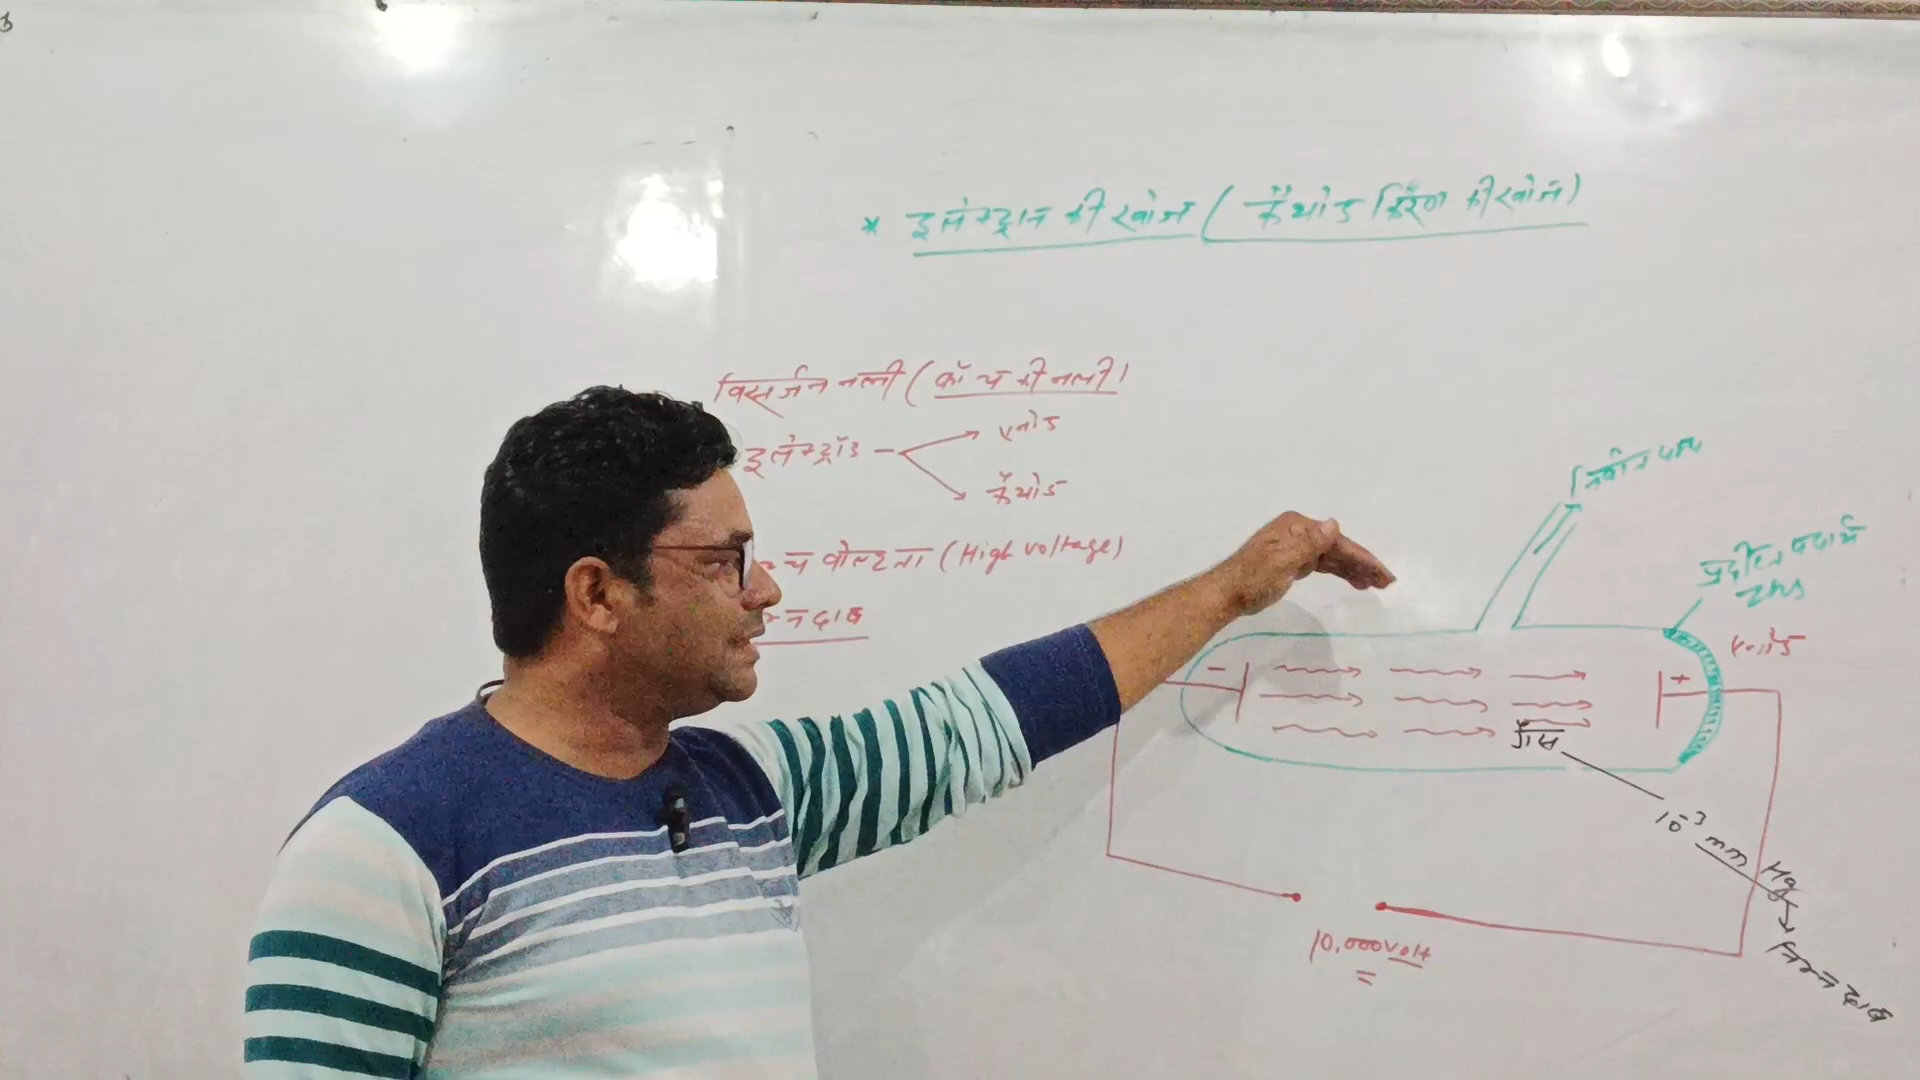 * इलेक्ट्रान की खोज (कैथोड किरण की खोज)
विसर्जन नली (काँच की नली)
इलेक्ट्रॉड
एनोड
कैथोड
च्च वोल्टता (High voltage)
म्न दाब
निर्वात पम्प
प्रदीप्त पदार्थ
ZnS
एनोड
-
+
गैस
10⁻³ mm Hg → निम्न दाब
10,000 volt